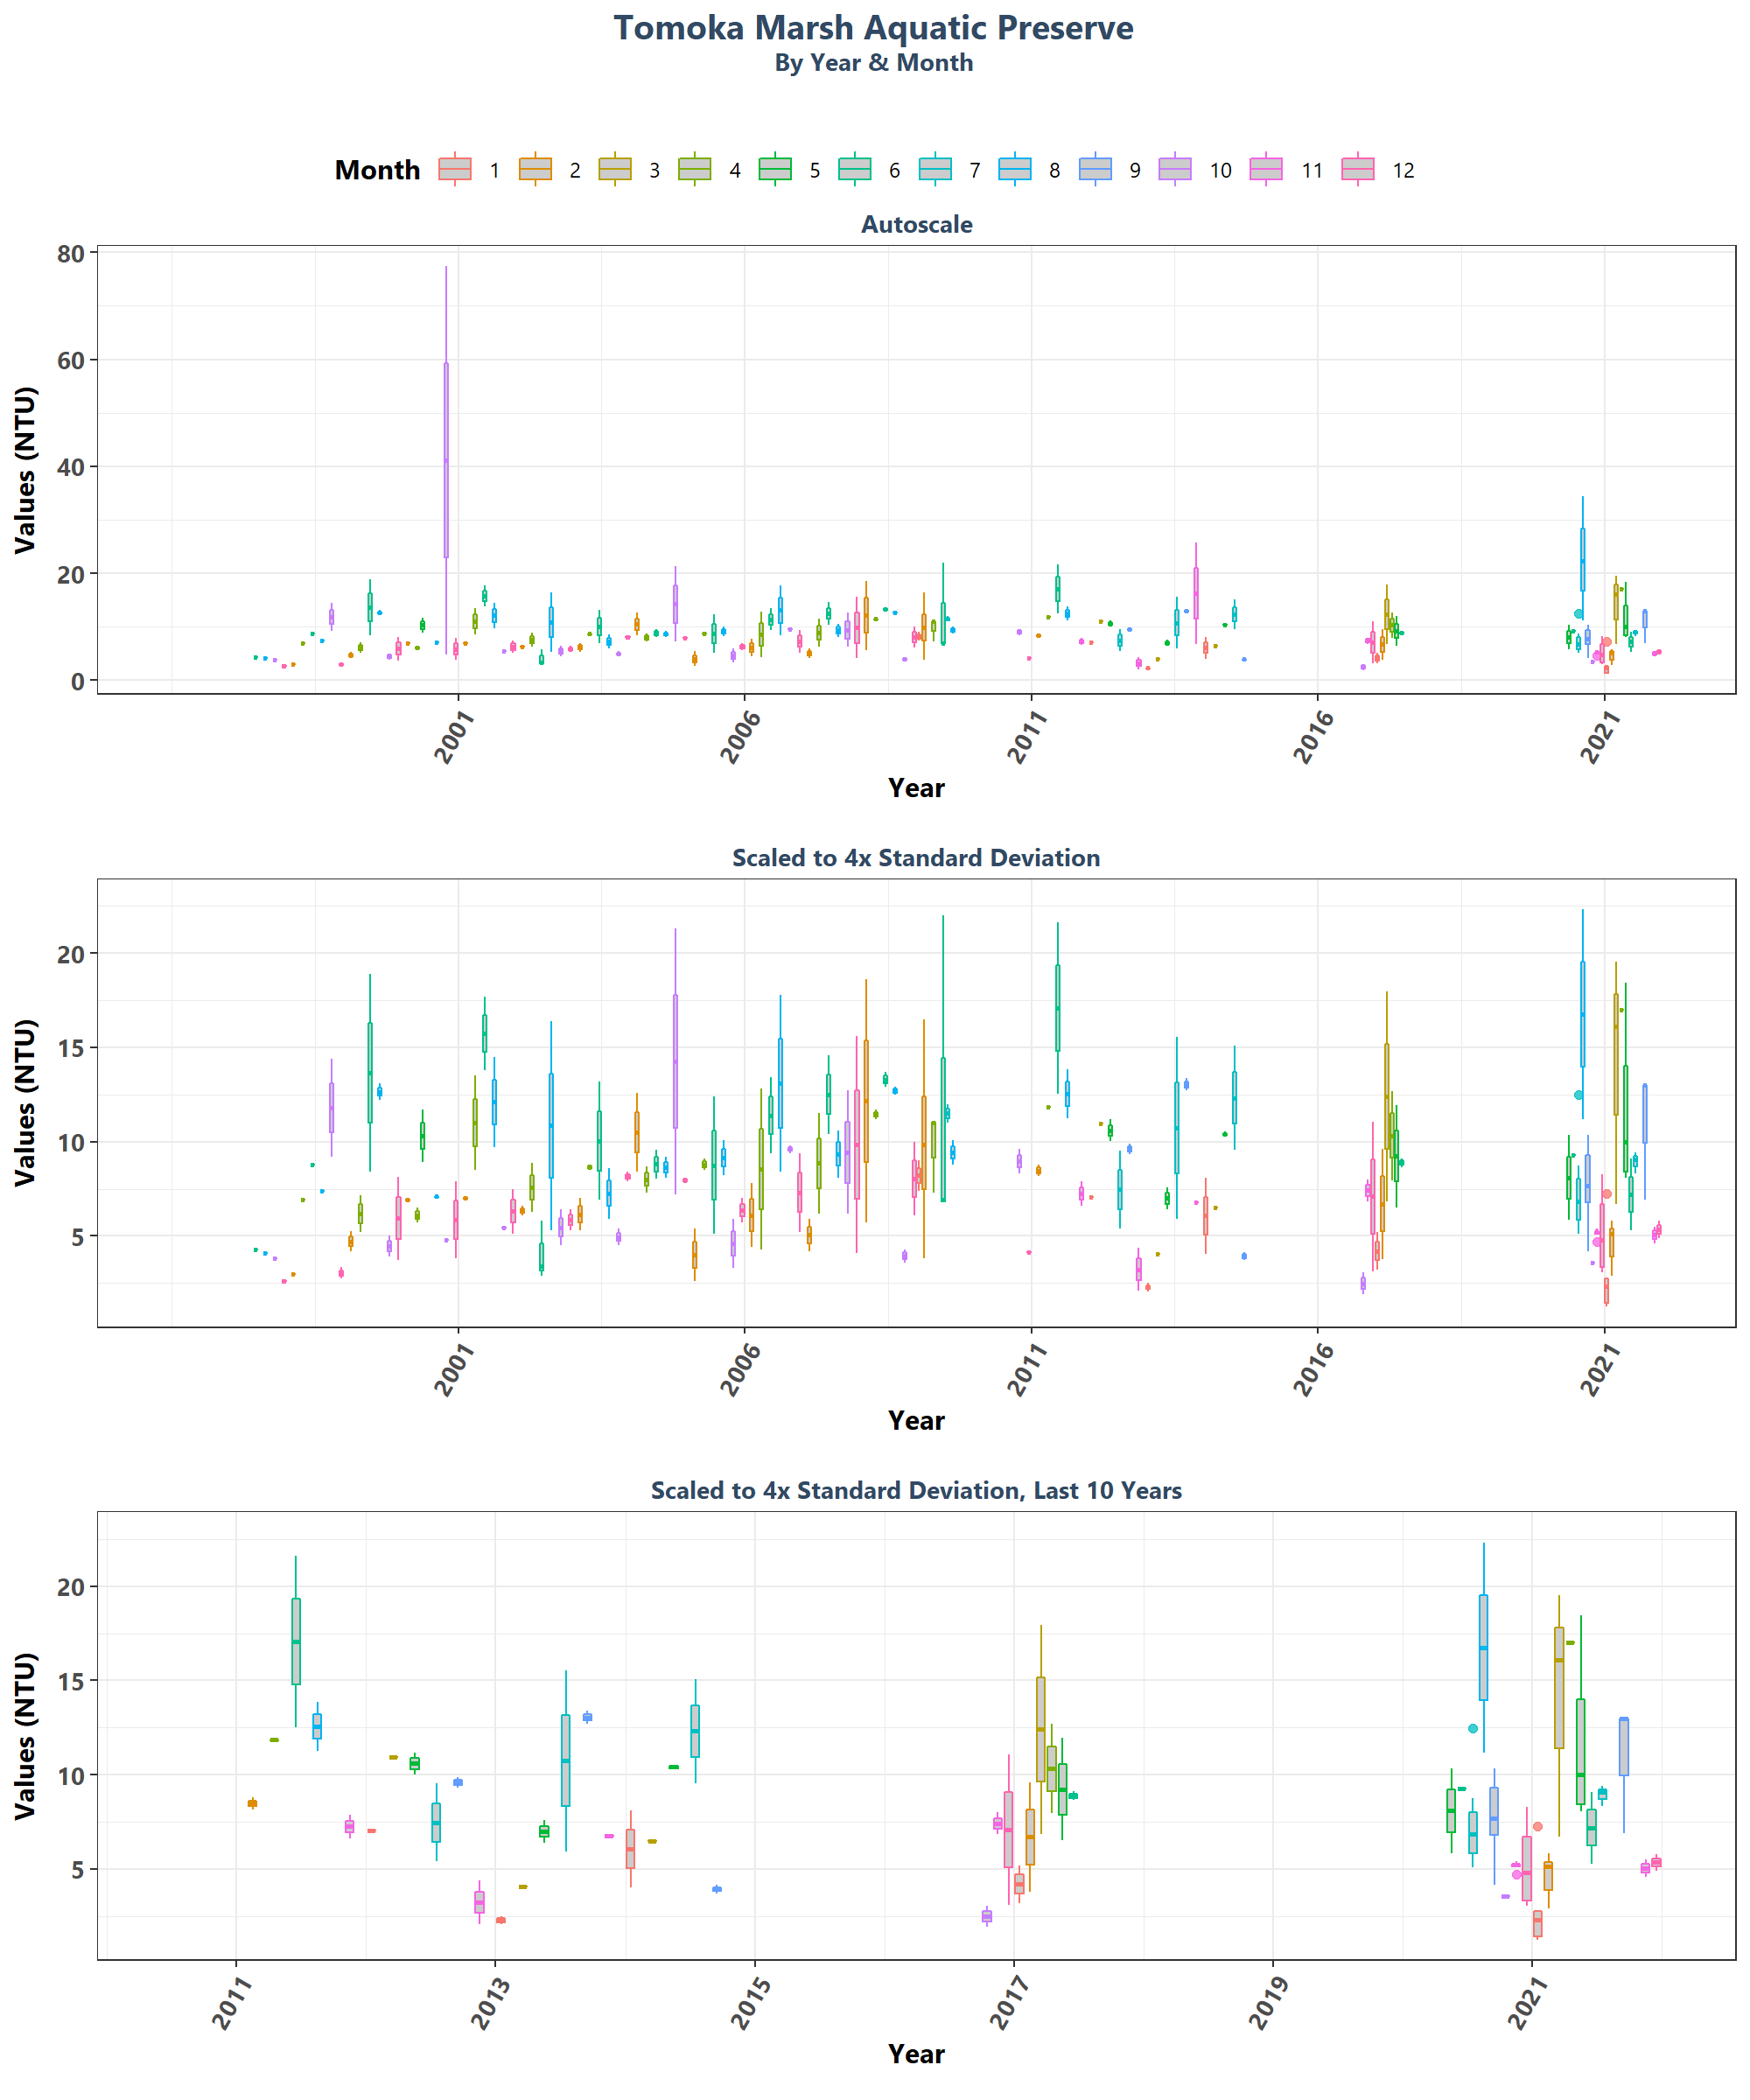 Tomoka Marsh Aquatic Preserve
By Year & Month
Month 1 2 3 4 5 6 7 8 9 10 11 12
Autoscale
Values (NTU)
80
60
40
20
0
2001 2006 2011 2016 2021
Year
Scaled to 4x Standard Deviation
Values (NTU)
20
15
10
5
2001 2006 2011 2016 2021
Year
Scaled to 4x Standard Deviation, Last 10 Years
Values (NTU)
20
15
10
5
2011 2013 2015 2017 2019 2021
Year